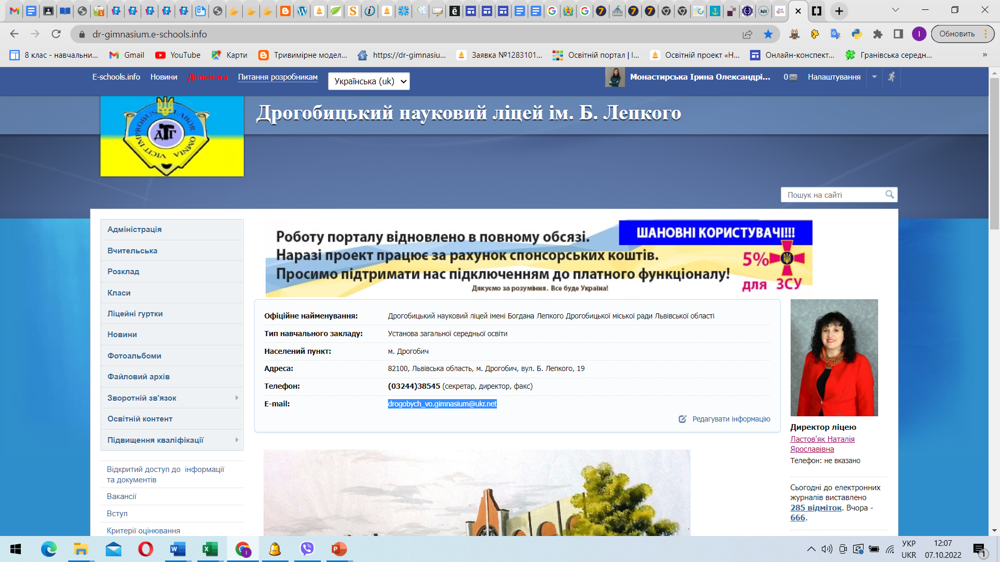 dr-gimnasium.e-schools.info
Обновить
8 клас - навчальни...
Gmail
YouTube
Карти
Тривимірне модел...
https://dr-gimnasiu...
Заявка №1283101...
Освітній портал | І...
Освітній проект «Н...
Онлайн-конспект...
Гранівська середн...
»
E-schools.info
Новини
Допомога
Питання розробникам
Українська (uk)
Монастирська Ірина Олександрі...
0
Налаштування
IMPROBUS LABOR OMNIA VICIT
ДТГ
Дрогобицький науковий ліцей ім. Б. Лепкого
Пошук на сайті
Адміністрація
Вчительська
Розклад
Класи
Ліцейні гуртки
Новини
Фотоальбоми
Файловий архів
Зворотній зв'язок
Освітній контент
Підвищення кваліфікації
Відкритий доступ до інформації
та документів
Вакансії
Вступ
Критерії оцінювання
ШАНОВНІ КОРИСТУВАЧІ!!!
Роботу порталу відновлено в повному обсязі.
Наразі проект працює за рахунок спонсорських коштів.
Просимо підтримати нас підключенням до платного функціоналу!
Дякуємо за розуміння. Все буде Україна!
5%
для ЗСУ
Офіційне найменування: Дрогобицький науковий ліцей імені Богдана Лепкого Дрогобицької міської ради Львівської області
Тип навчального закладу: Установа загальної середньої освіти
Населений пункт: м. Дрогобич
Адреса: 82100, Львівська область, м. Дрогобич, вул. Б. Лепкого, 19
Телефон: (03244)38545 (секретар, директор, факс)
E-mail: drogobych_vo.gimnasium@ukr.net
Редагувати інформацію
Директор ліцею
Ластов'як Наталія
Ярославівна
Телефон: не вказано
Сьогодні до електронних
журналів виставлено
285 відміток. Вчора -
666.
УКР
UKR
12:07
07.10.2022
1